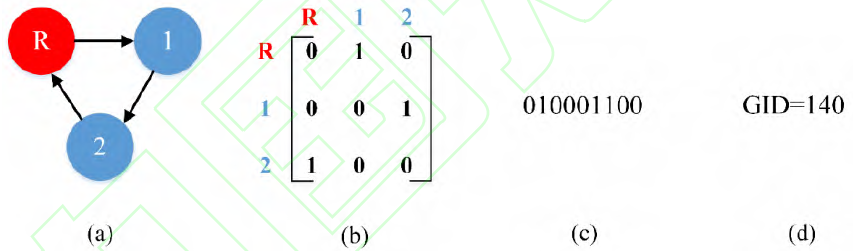 R 1 2
R 1
R 0 1 0
1 0 0 1
010001100
GID=140
2
2 1 0 0
(a) (b) (c) (d)